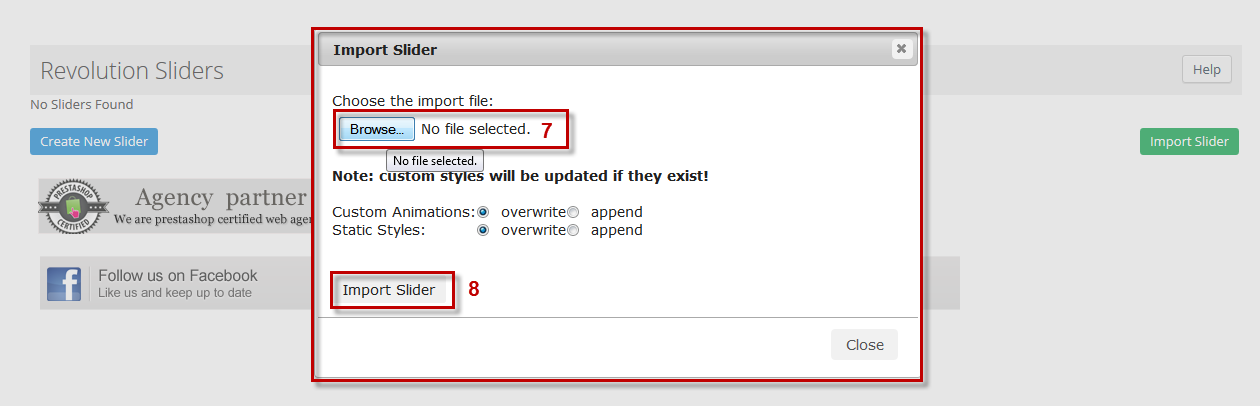 Import Slider
Revolution Sliders
Help
No Sliders Found
Choose the import file:
Browse... No file selected. 7
Create New Slider
Import Slider
No file selected.
Note: custom styles will be updated if they exist!
PRESTASHOP
CERTIFIED
Agency partner
We are prestashop certified web agen
Custom Animations: overwrite append
Static Styles: overwrite append
Follow us on Facebook
Like us and keep up to date
Import Slider 8
Close